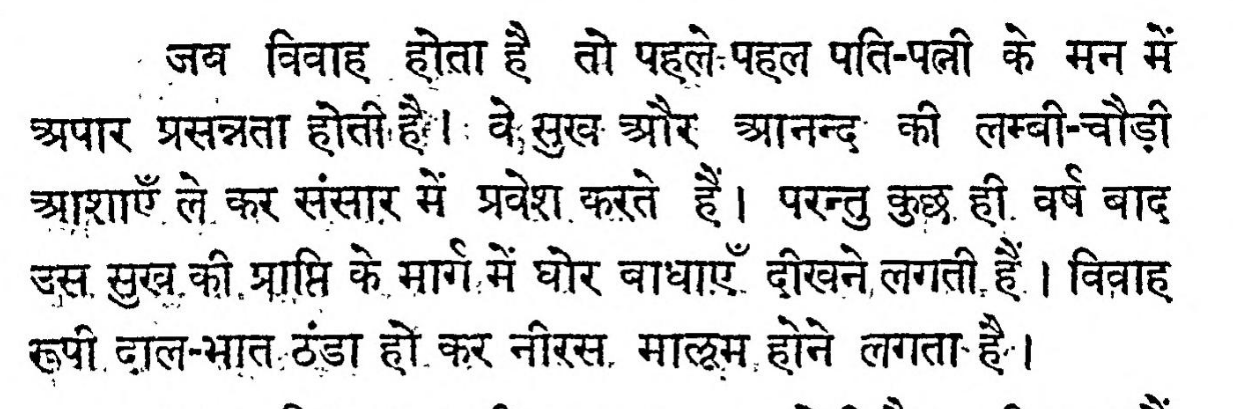 जब विवाह होता है तो पहले-पहल पति-पत्नी के मन में
अपार प्रसन्नता होती है। वे सुख और आनन्द की लम्बी-चौड़ी
आशाएँ ले कर संसार में प्रवेश करते हैं। परन्तु कुछ ही वर्ष बाद
उस सुख की प्राप्ति के मार्ग में घोर बाधाएँ दीखने लगती हैं। विवाह
रूपी दाल-भात ठंडा हो कर नीरस मालूम होने लगता है।